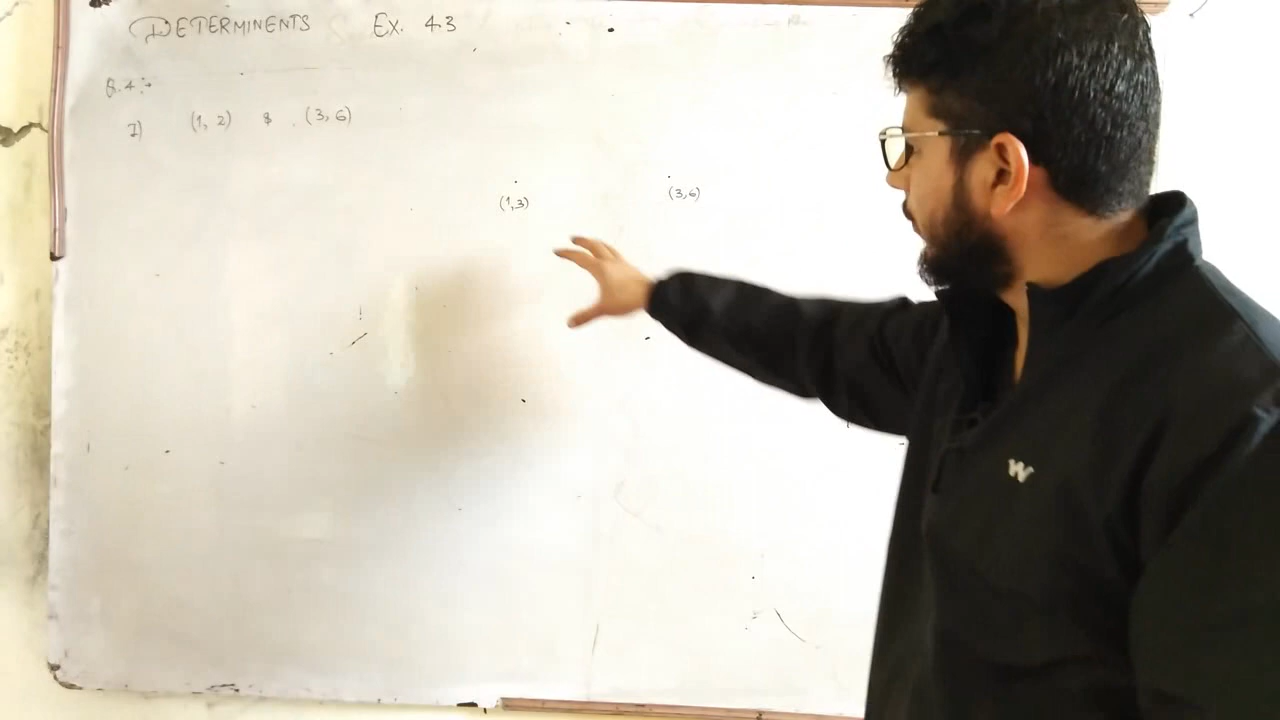 DETERMINENTS Ex. 4.3
Q.4:→
I) (1, 2) & (3, 6)
(1,3) (3,6)
W